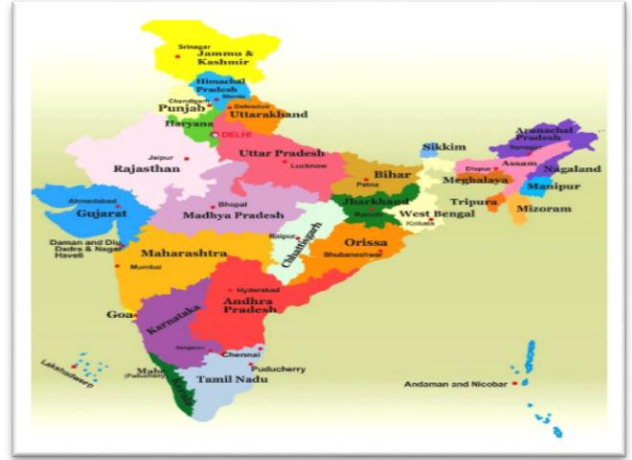 Srinagar
Jammu &
Kashmir
Himachal
Pradesh
Chandigarh
Punjab
Dehradun
Uttarakhand
Haryana
DELHI
Jaipur
Rajasthan
Uttar Pradesh
Lucknow
Bihar
Patna
Sikkim
Arunachal
Pradesh
Itanagar
Assam
Dispur
Nagaland
Meghalaya
Manipur
Tripura
Mizoram
Ahmedabad
Gujarat
Bhopal
Madhya Pradesh
Jharkhand
Ranchi
West Bengal
Kolkata
Raipur
Chhattisgarh
Orissa
Bhubaneshwar
Daman and Diu
Dadra & Nagar
Haveli
Maharashtra
Mumbai
Hyderabad
Andhra
Pradesh
Goa
Karnataka
Chennai
Puducherry
Mahe
Kerala
Tamil Nadu
Lakshadweep
Andaman and Nicobar